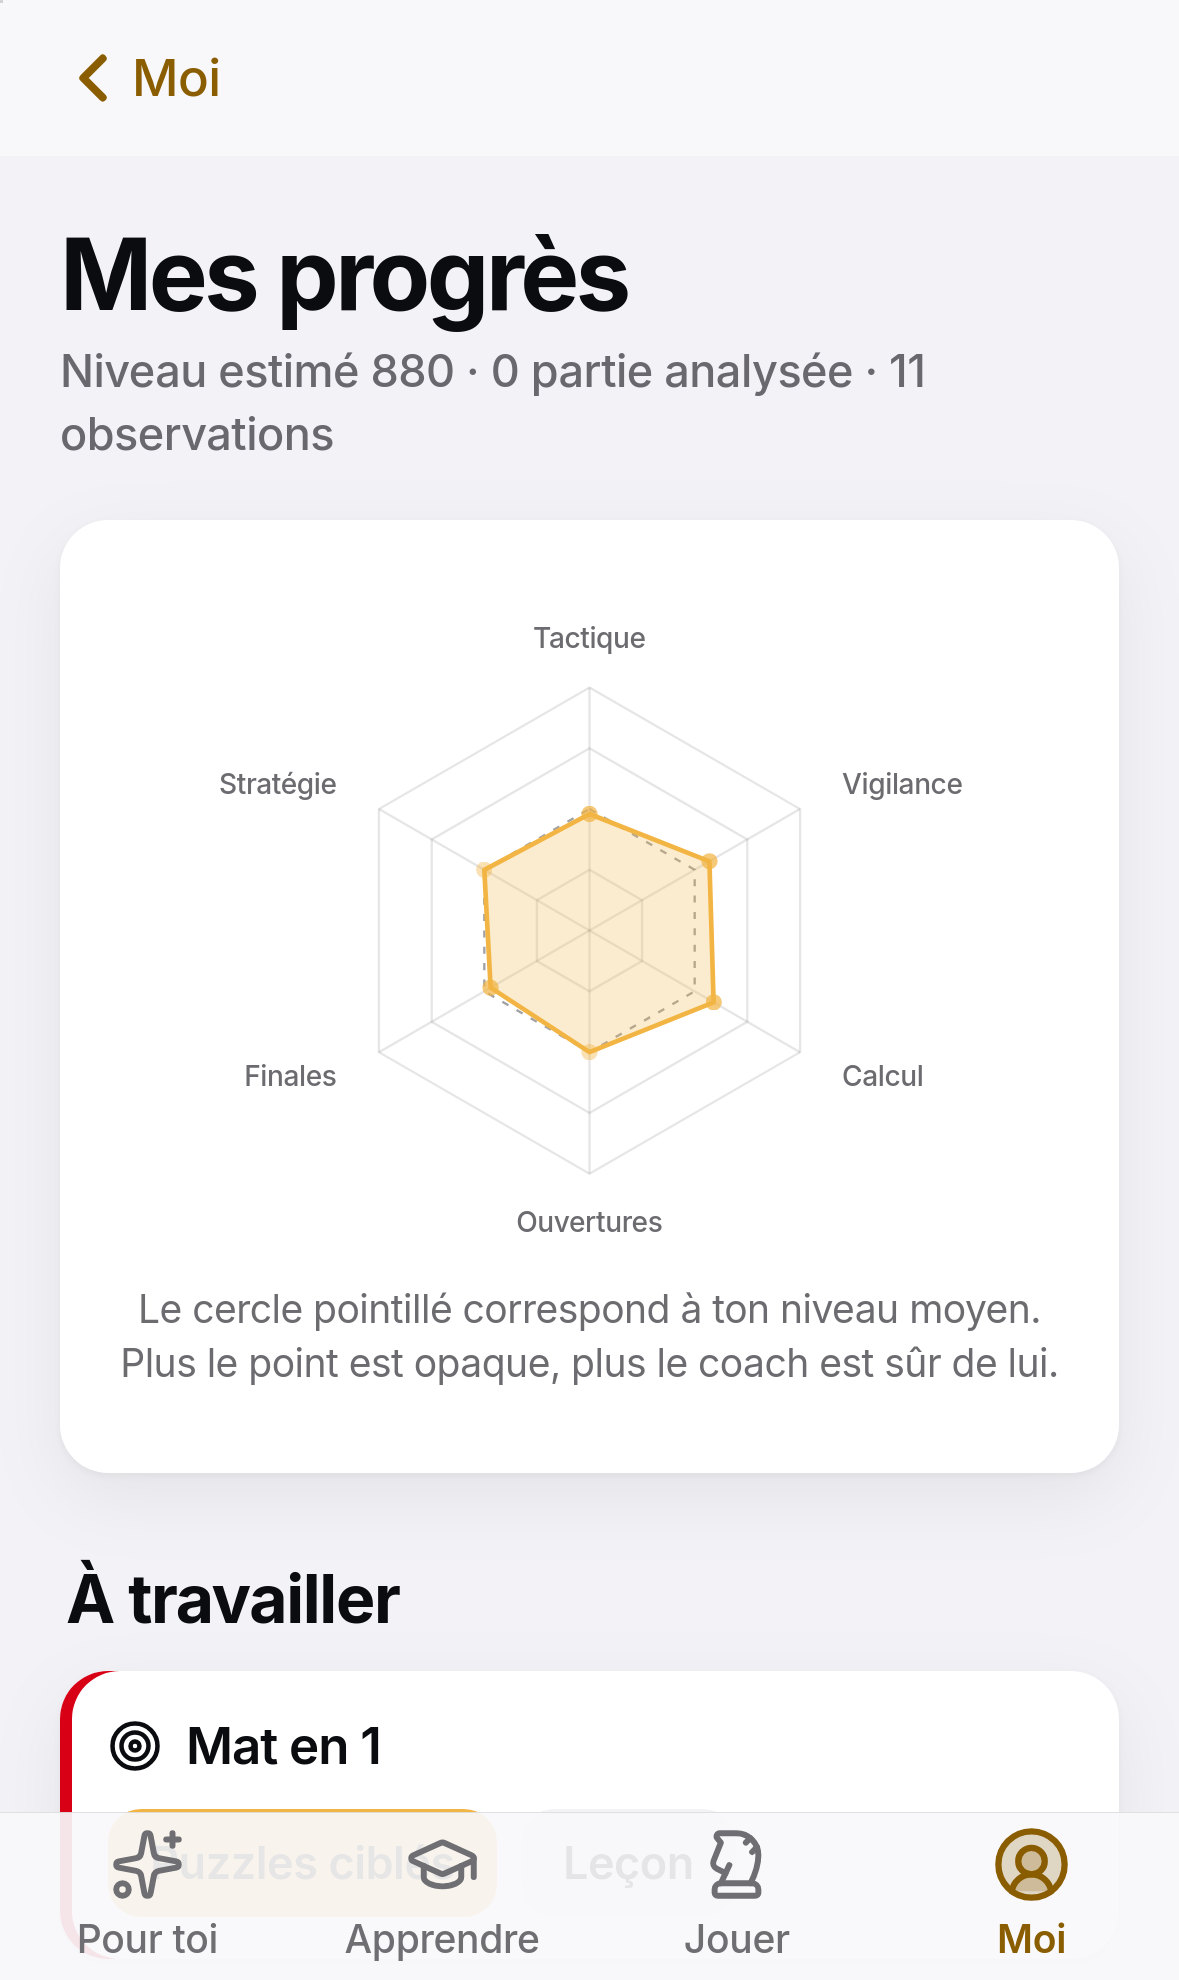 Moi
Mes progrès
Niveau estimé 880 · 0 partie analysée · 11
observations
Tactique
Stratégie
Vigilance
Finales
Calcul
Ouvertures
Le cercle pointillé correspond à ton niveau moyen.
Plus le point est opaque, plus le coach est sûr de lui.
À travailler
Mat en 1
Puzzles ciblés
Leçon
Pour toi
Apprendre
Jouer
Moi